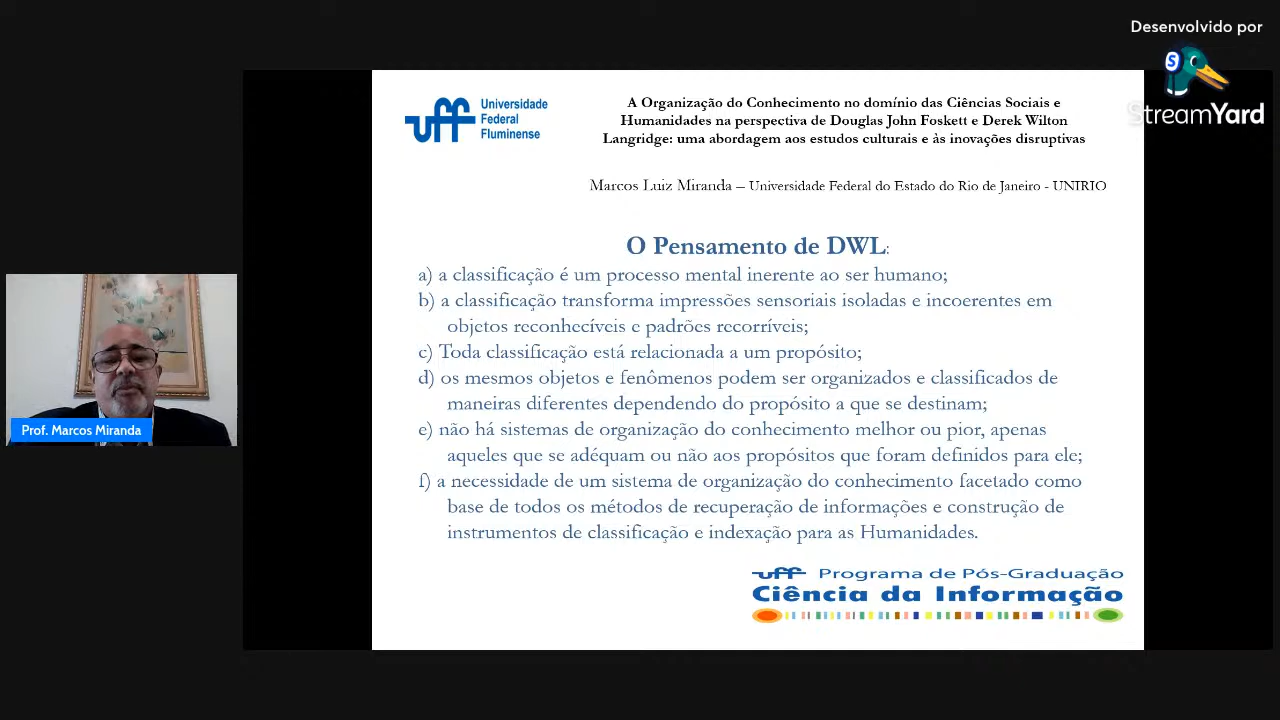 Desenvolvido por
S
StreamYard
uff Universidade
Federal
Fluminense
A Organização do Conhecimento no domínio das Ciências Sociais e
Humanidades na perspectiva de Douglas John Foskett e Derek Wilton
Langridge: uma abordagem aos estudos culturais e às inovações disruptivas
Marcos Luiz Miranda – Universidade Federal do Estado do Rio de Janeiro - UNIRIO
O Pensamento de DWL:
a) a classificação é um processo mental inerente ao ser humano;
b) a classificação transforma impressões sensoriais isoladas e incoerentes em
objetos reconhecíveis e padrões recorríveis;
c) Toda classificação está relacionada a um propósito;
d) os mesmos objetos e fenômenos podem ser organizados e classificados de
maneiras diferentes dependendo do propósito a que se destinam;
e) não há sistemas de organização do conhecimento melhor ou pior, apenas
aqueles que se adéquam ou não aos propósitos que foram definidos para ele;
f) a necessidade de um sistema de organização do conhecimento facetado como
base de todos os métodos de recuperação de informações e construção de
instrumentos de classificação e indexação para as Humanidades.
Prof. Marcos Miranda
uff Programa de Pós-Graduação
Ciência da Informação